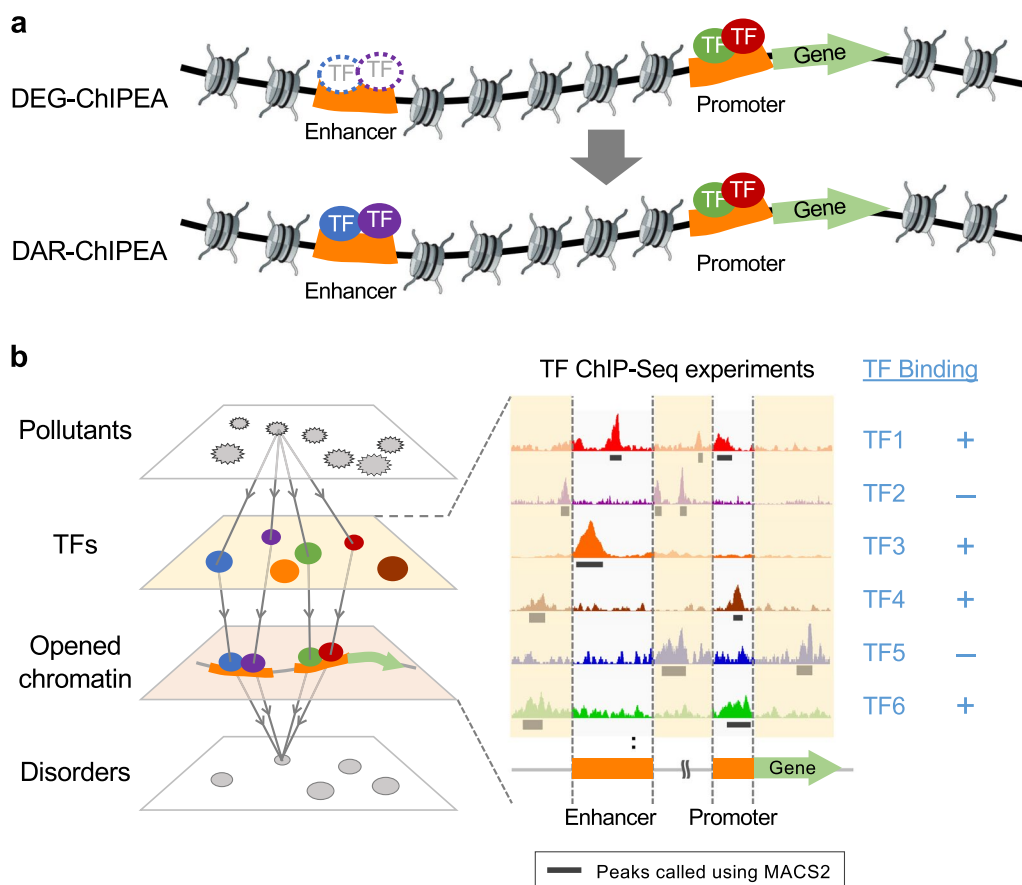 a
DEG-ChIPEA
TF TF
TF TF
Gene
Enhancer
Promoter
DAR-ChIPEA
TF TF
TF TF
Gene
Enhancer
Promoter
b
TF ChIP-Seq experiments
TF Binding
Pollutants
TFs
Opened
chromatin
Disorders
TF1 +
TF2 –
TF3 +
TF4 +
TF5 –
TF6 +
:
Gene
Enhancer
Promoter
Peaks called using MACS2